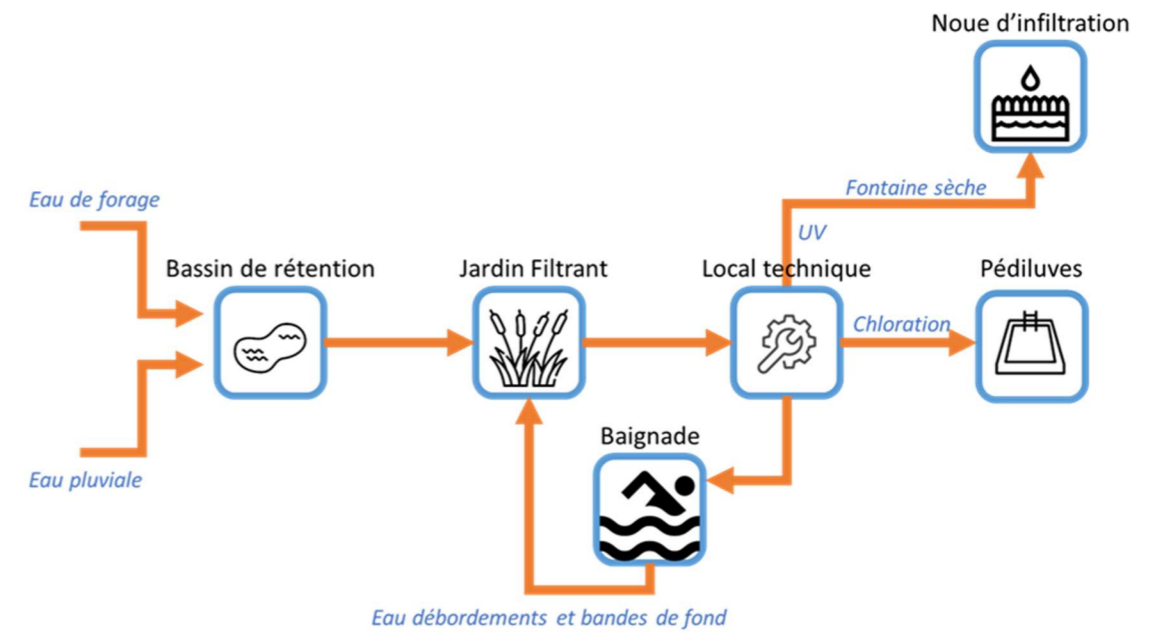 Noue d'infiltration
Eau de forage
Fontaine sèche
UV
Bassin de rétention
Jardin Filtrant
Local technique
Pédiluves
Chloration
Baignade
Eau pluviale
Eau débordements et bandes de fond